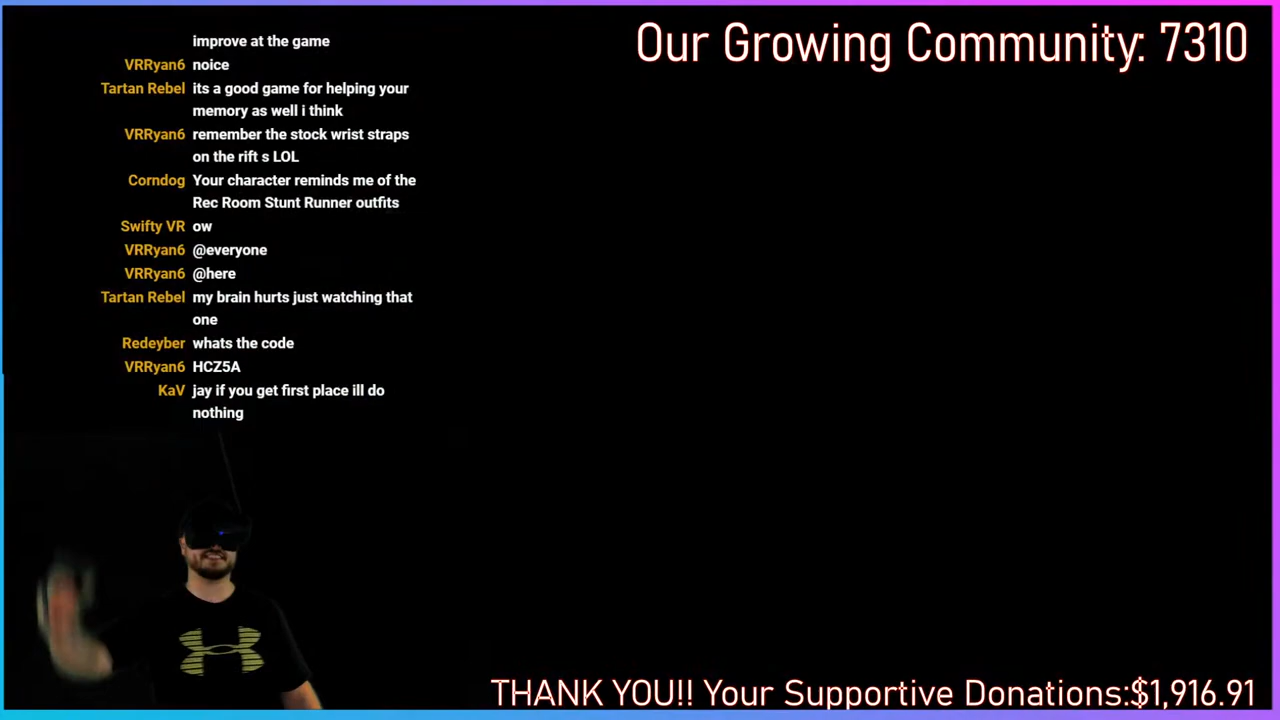 Our Growing Community: 7310
improve at the game
VRRyan6 noice
Tartan Rebel its a good game for helping your
memory as well i think
VRRyan6 remember the stock wrist straps
on the rift s LOL
Corndog Your character reminds me of the
Rec Room Stunt Runner outfits
Swifty VR ow
VRRyan6 @everyone
VRRyan6 @here
Tartan Rebel my brain hurts just watching that
one
Redeyber whats the code
VRRyan6 HCZ5A
KaV jay if you get first place ill do
nothing
THANK YOU!! Your Supportive Donations:$1,916.91